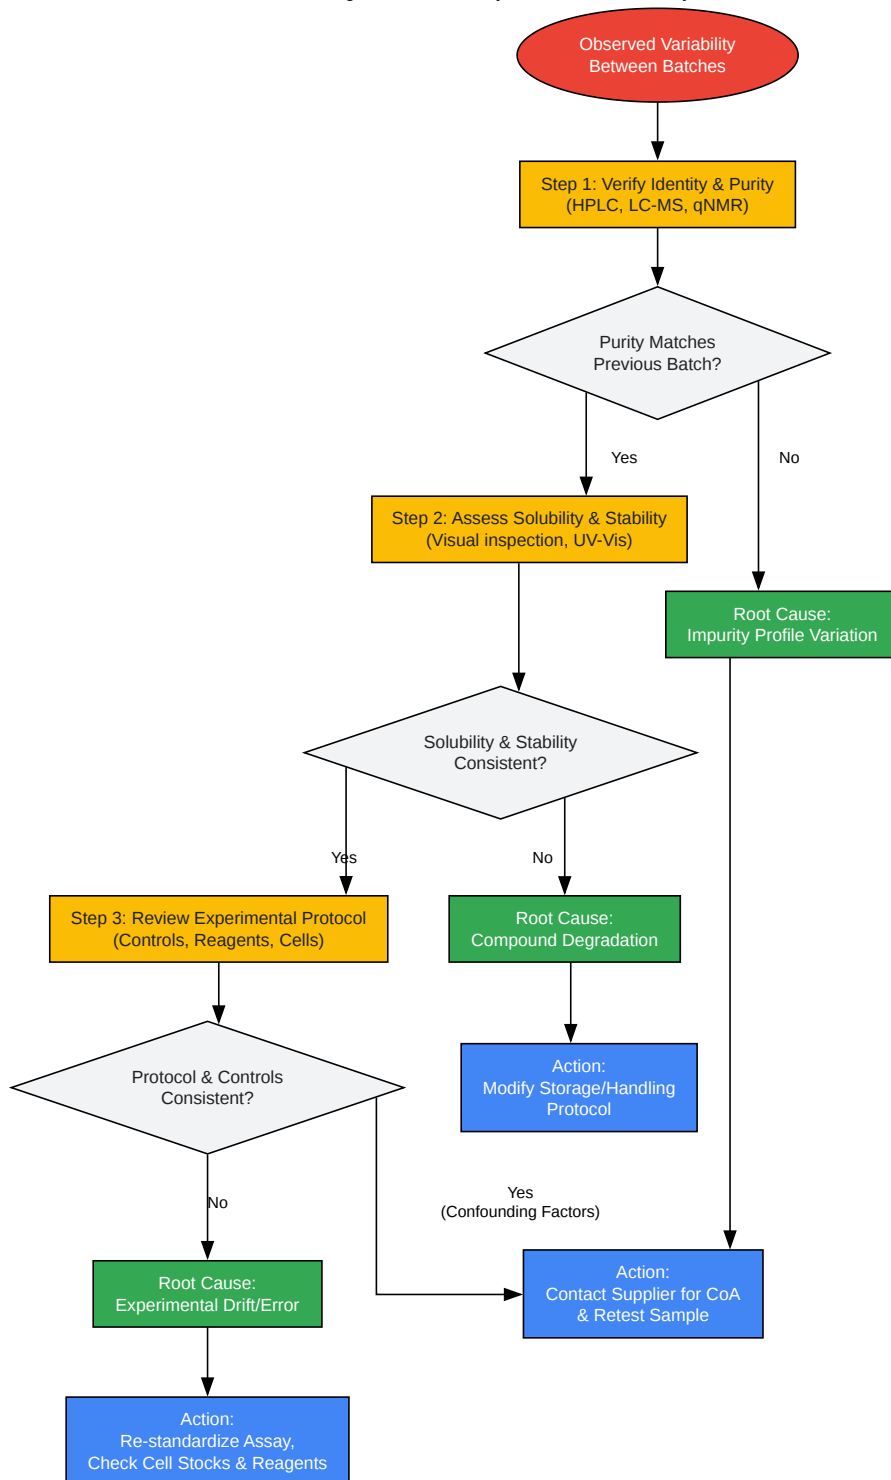 Observed Variability
Between Batches
Step 1: Verify Identity & Purity
(HPLC, LC-MS, qNMR)
Purity Matches
Previous Batch?
Yes
No
Step 2: Assess Solubility & Stability
(Visual inspection, UV-Vis)
Root Cause:
Impurity Profile Variation
Solubility & Stability
Consistent?
Yes
No
Step 3: Review Experimental Protocol
(Controls, Reagents, Cells)
Root Cause:
Compound Degradation
Protocol & Controls
Consistent?
Action:
Modify Storage/Handling
Protocol
No
Yes
(Confounding Factors)
Root Cause:
Experimental Drift/Error
Action:
Contact Supplier for CoA
& Retest Sample
Action:
Re-standardize Assay,
Check Cell Stocks & Reagents